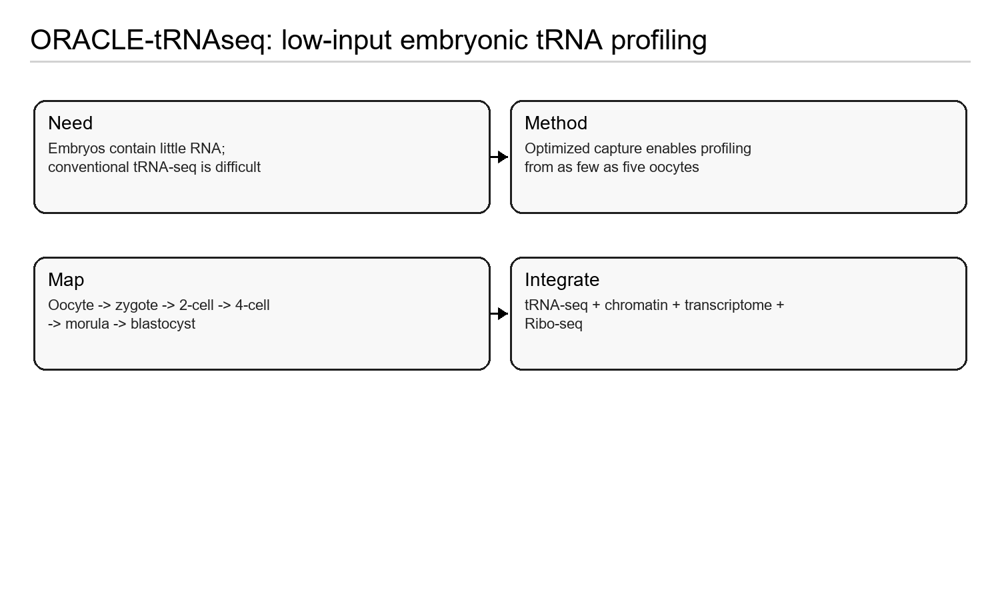 ORACLE-tRNAseq: low-input embryonic tRNA profiling
Need
Embryos contain little RNA;
conventional tRNA-seq is difficult
Method
Optimized capture enables profiling
from as few as five oocytes
Map
Oocyte -> zygote -> 2-cell -> 4-cell
-> morula -> blastocyst
Integrate
tRNA-seq + chromatin + transcriptome +
Ribo-seq